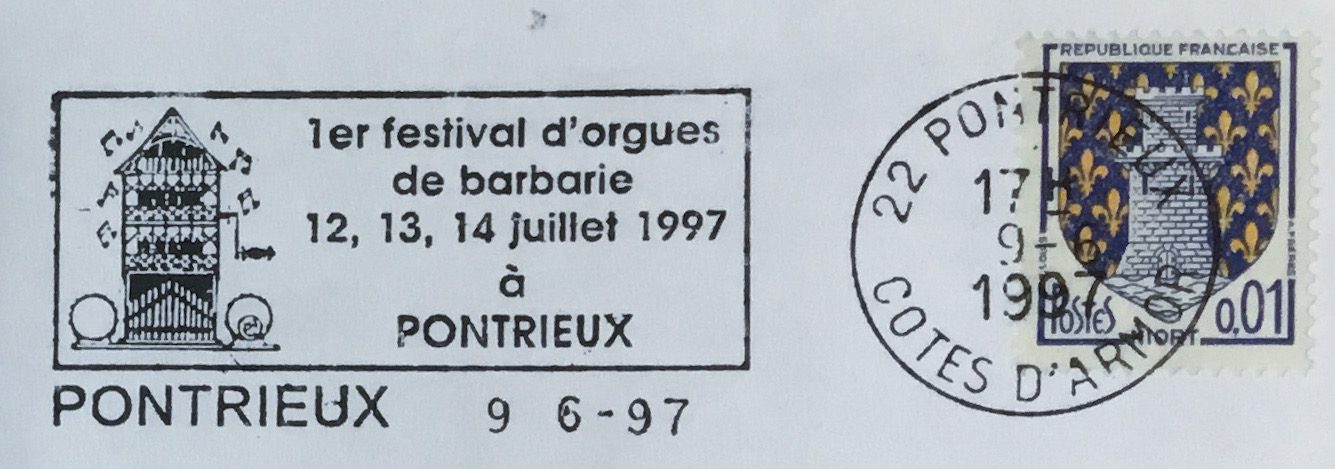 1er festival d'orgues
de barbarie
12, 13, 14 juillet 1997
à
PONTRIEUX
PONTRIEUX 9 6-97
22 PONTRIEUX
17H
9-6
1997
COTES D'ARMOR
REPUBLIQUE FRANCAISE
POSTES 0,01
NIORT